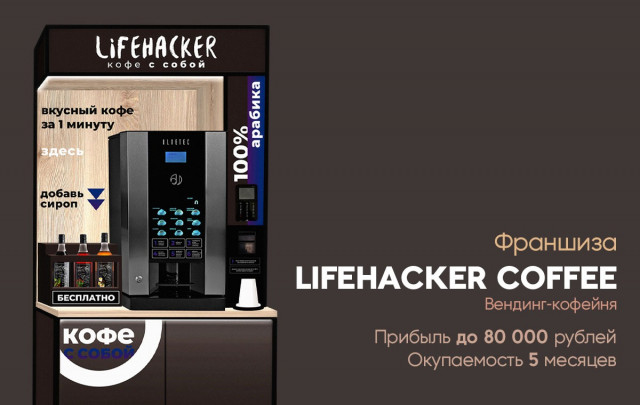 LIFEHACKER
кофе с собой
вкусный кофе
за 1 минуту
здесь
добавь
сироп
100%
арабика
БЕСПЛАТНО
кофе
с собой
Франшиза
LIFEHACKER COFFEE
Вендинг-кофейня
Прибыль до 80 000 рублей
Окупаемость 5 месяцев